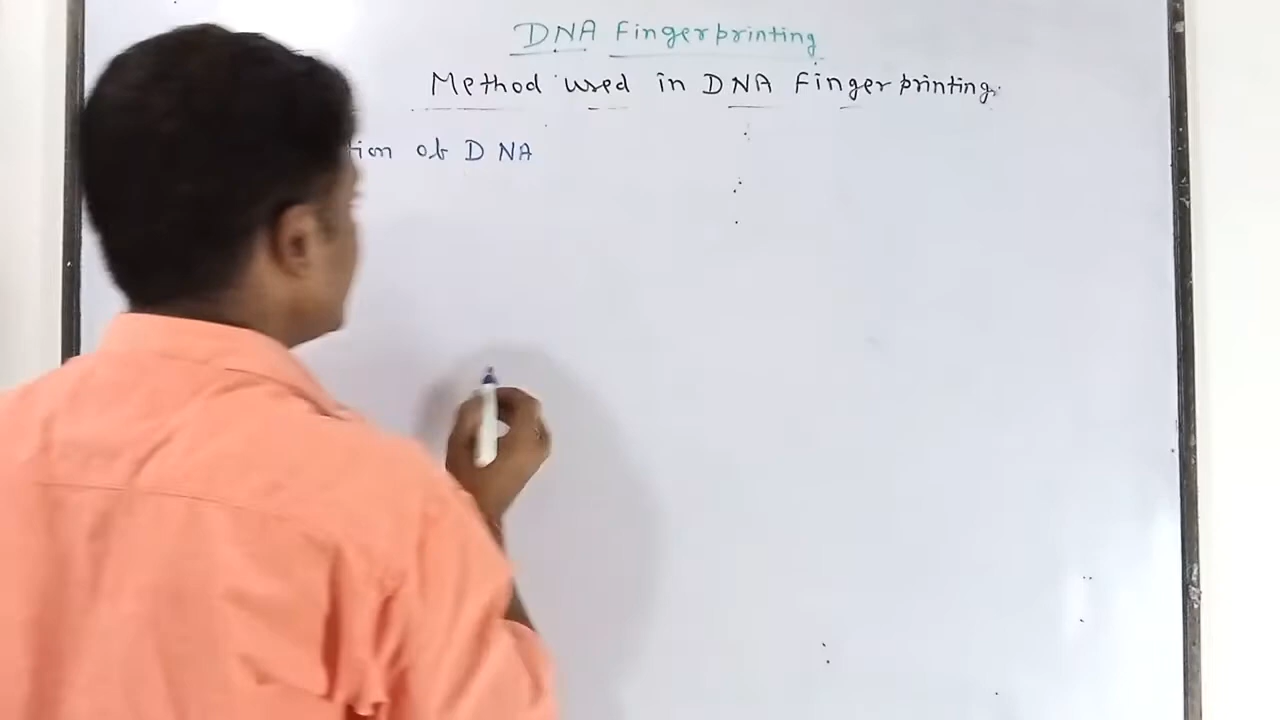 DNA Fingerprinting
Method used in DNA Fingerprinting.
tion of DNA